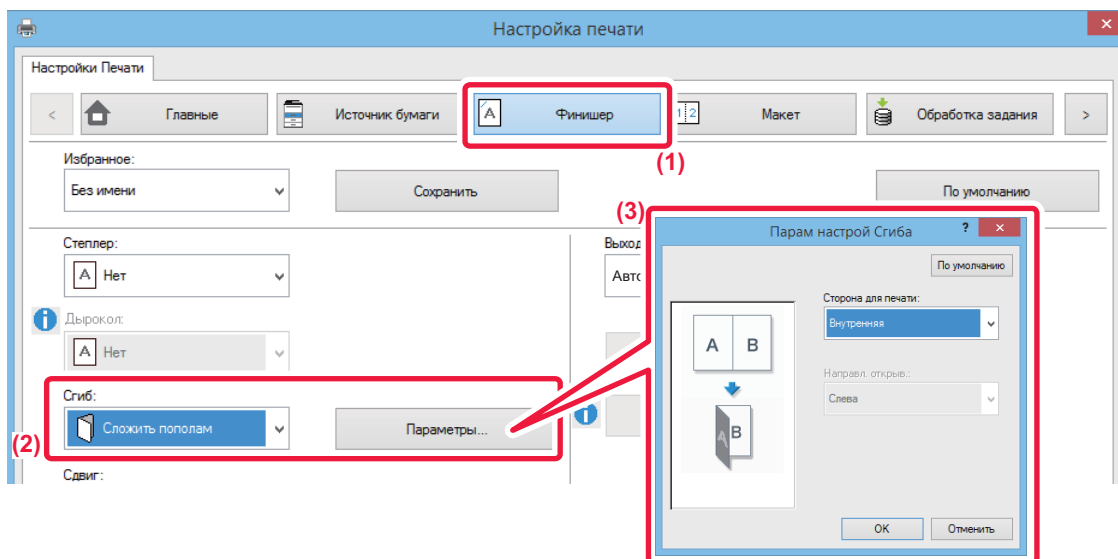 Настройка печати
Настройки Печати
< Главные Источник бумаги A Финишер 1 2 Макет Обработка задания >
(1)
Избранное:
Без имени Сохранить По умолчанию
(3)
Степлер:
A Нет
Дырокол:
A Нет
Сгиб:
(2)
Сложить пополам Параметры...
Сдвиг:
Выход
Авто
Парам настрой Сгиба ?
По умолчанию
Сторона для печати:
Внутренняя
A B
Направл. открыв.:
Слева
A B
OK Отменить